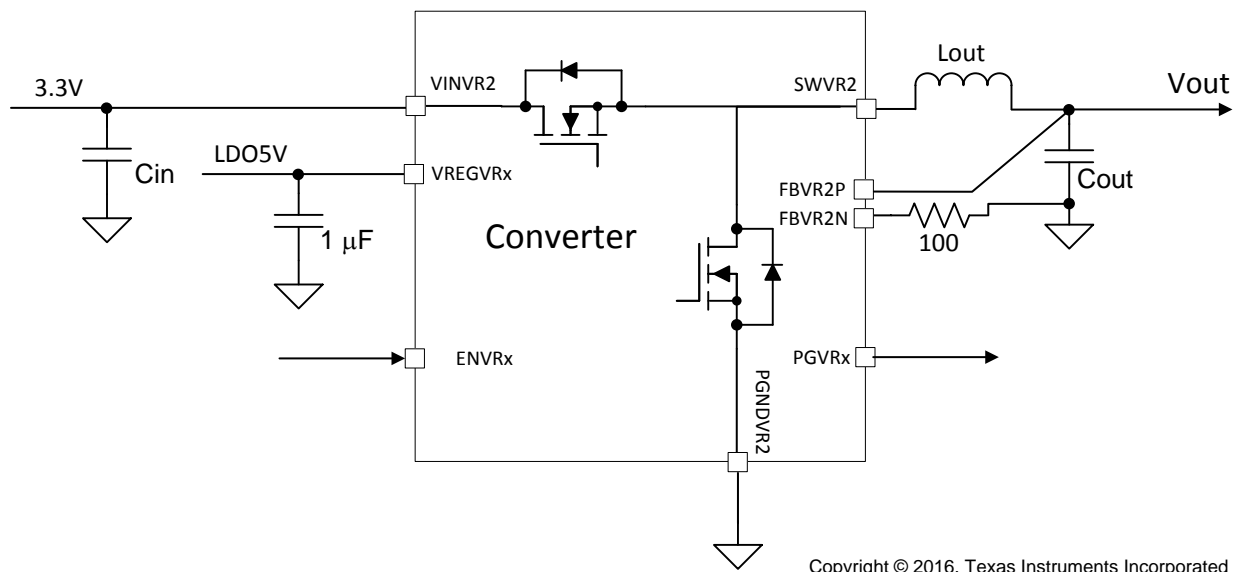 3.3V
Cin
LDO5V
1 μF
VINVR2
VREGVRx
Converter
ENVRx
SWVR2
FBVR2P
FBVR2N
PGVRx
PGNDVR2
Lout
Vout
Cout
100
Copyright © 2016, Texas Instruments Incorporated